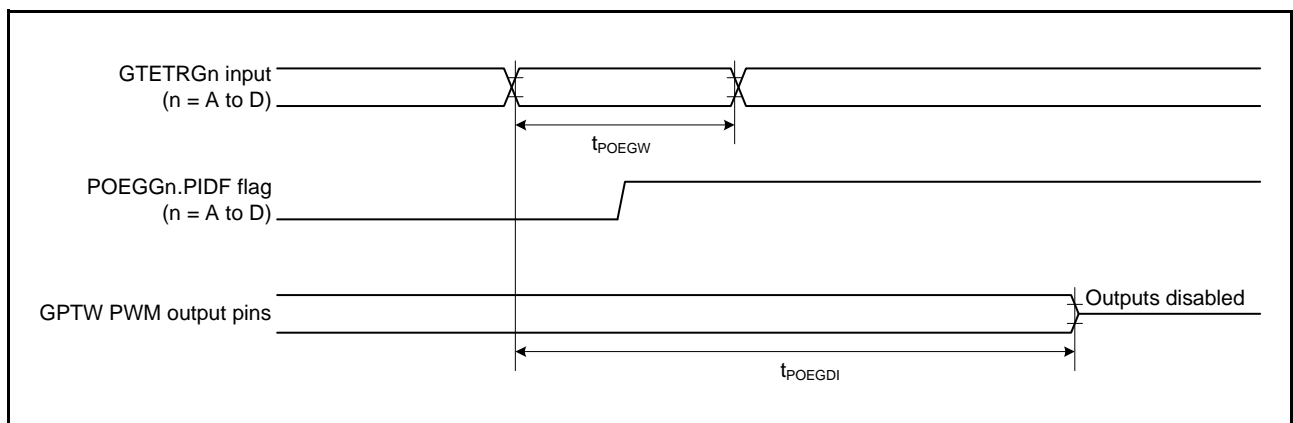 GTETRGn input
(n = A to D)
tPOEGW
POEGGn.PIDF flag
(n = A to D)
GPTW PWM output pins
Outputs disabled
tPOEGDI